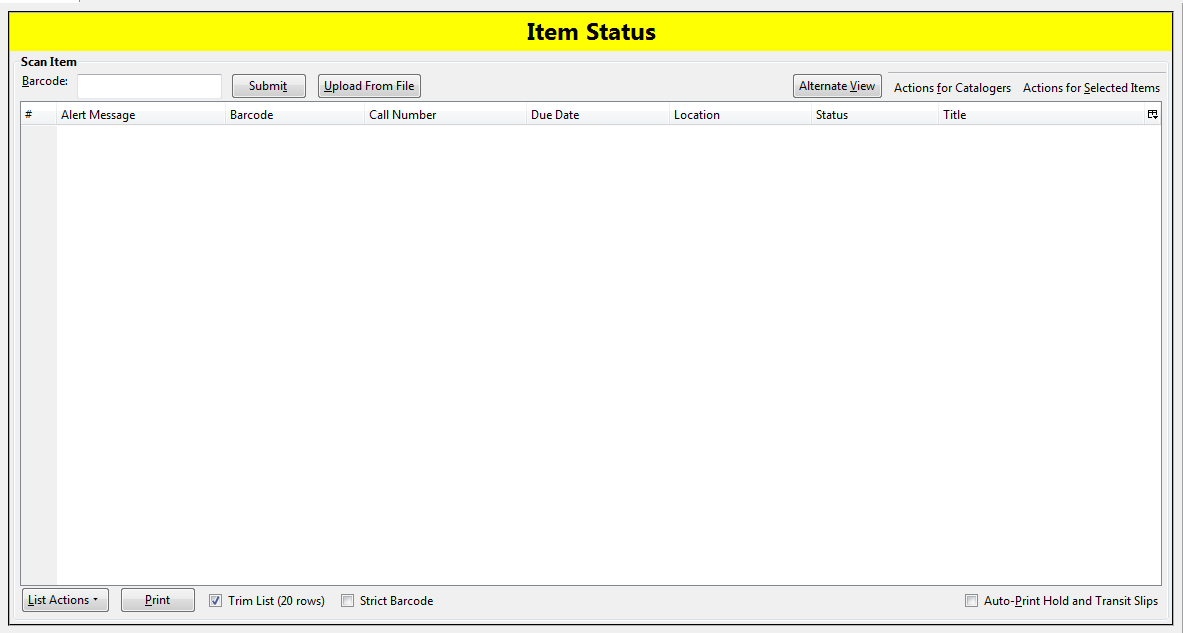 Item Status
Scan Item
Barcode: Submit Upload From File Alternate View Actions for Catalogers Actions for Selected Items
# Alert Message Barcode Call Number Due Date Location Status Title
List Actions Print Trim List (20 rows) Strict Barcode Auto-Print Hold and Transit Slips